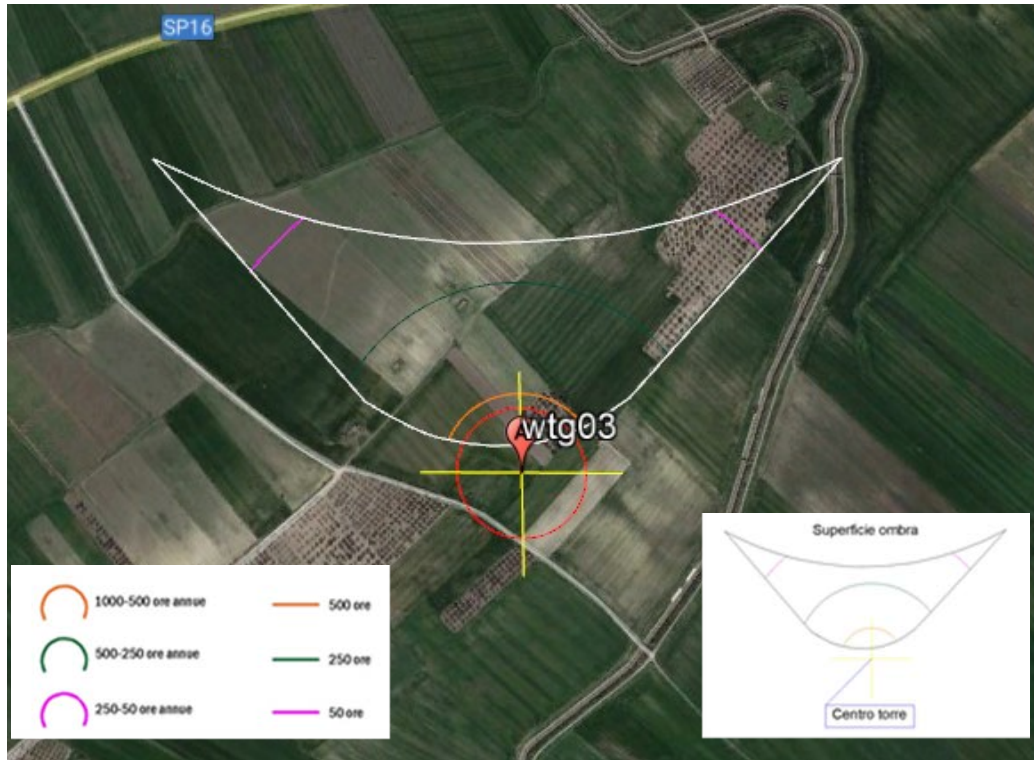 SP16
wtg03
Superficie ombra
Centro torre
1000-500 ore annue
500 ore
500-250 ore annue
250 ore
250-50 ore annue
50 ore